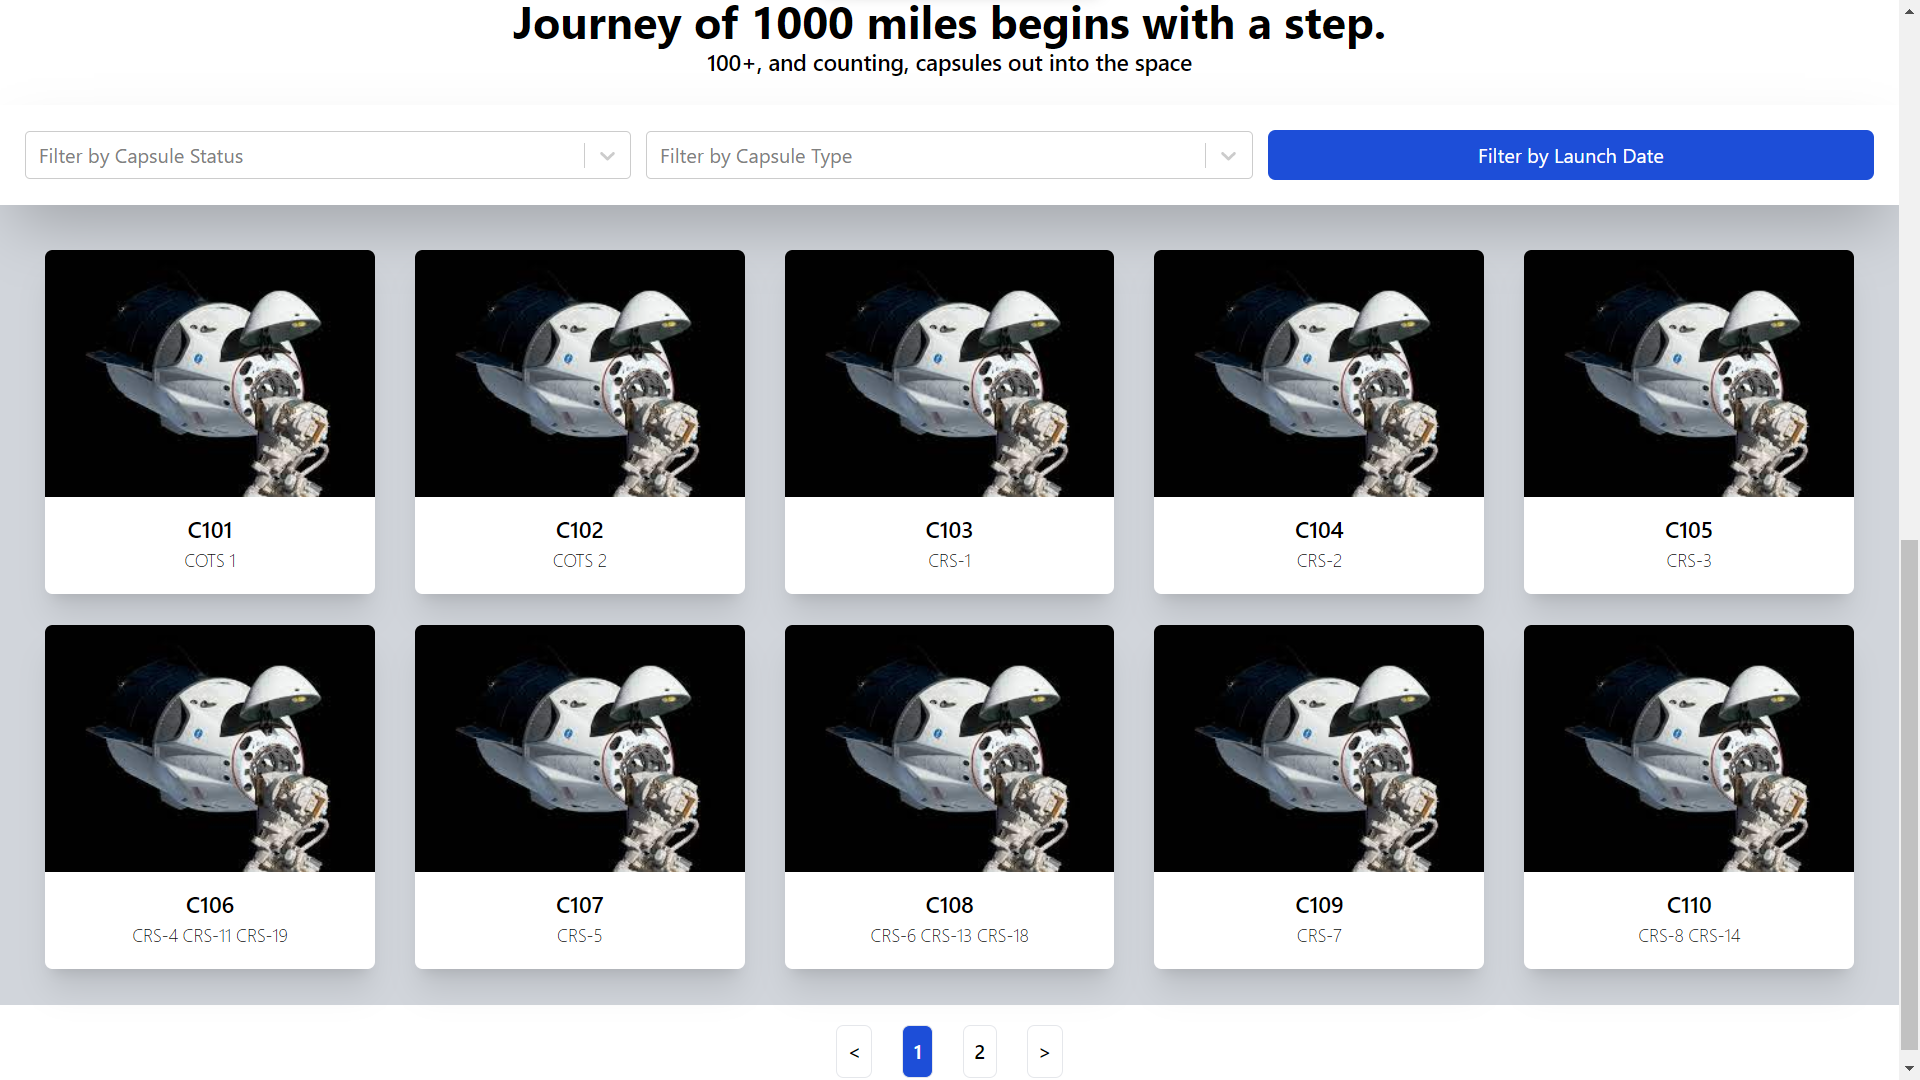 Journey of 1000 miles begins with a step.
100+, and counting, capsules out into the space
Filter by Capsule Status
Filter by Capsule Type
Filter by Launch Date
C101
COTS 1
C102
COTS 2
C103
CRS-1
C104
CRS-2
C105
CRS-3
C106
CRS-4 CRS-11 CRS-19
C107
CRS-5
C108
CRS-6 CRS-13 CRS-18
C109
CRS-7
C110
CRS-8 CRS-14
< 1 2 >